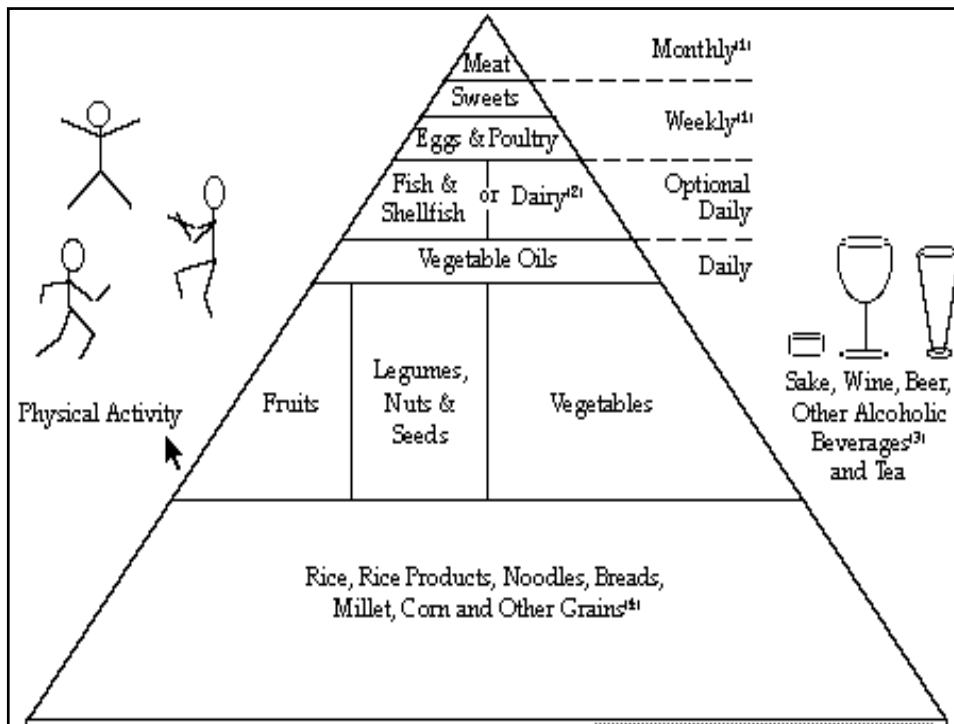 Meat
Monthly⁽¹⁾
Sweets
Weekly⁽¹⁾
Eggs & Poultry
Fish &
Shellfish
or
Dairy⁽²⁾
Optional
Daily
Vegetable Oils
Daily
Fruits
Legumes,
Nuts &
Seeds
Vegetables
Physical Activity
Sake, Wine, Beer,
Other Alcoholic
Beverages⁽³⁾
and Tea
Rice, Rice Products, Noodles, Breads,
Millet, Corn and Other Grains⁽⁴⁾